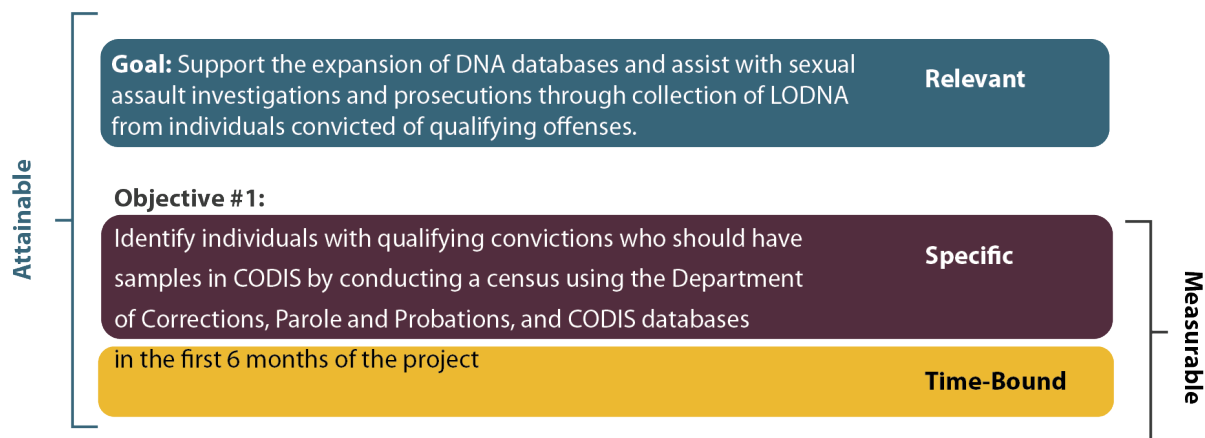 Attainable
Goal: Support the expansion of DNA databases and assist with sexual
assault investigations and prosecutions through collection of LODNA
from individuals convicted of qualifying offenses.
Relevant
Objective #1:
Identify individuals with qualifying convictions who should have
samples in CODIS by conducting a census using the Department
of Corrections, Parole and Probations, and CODIS databases
Specific
in the first 6 months of the project
Time-Bound
Measurable